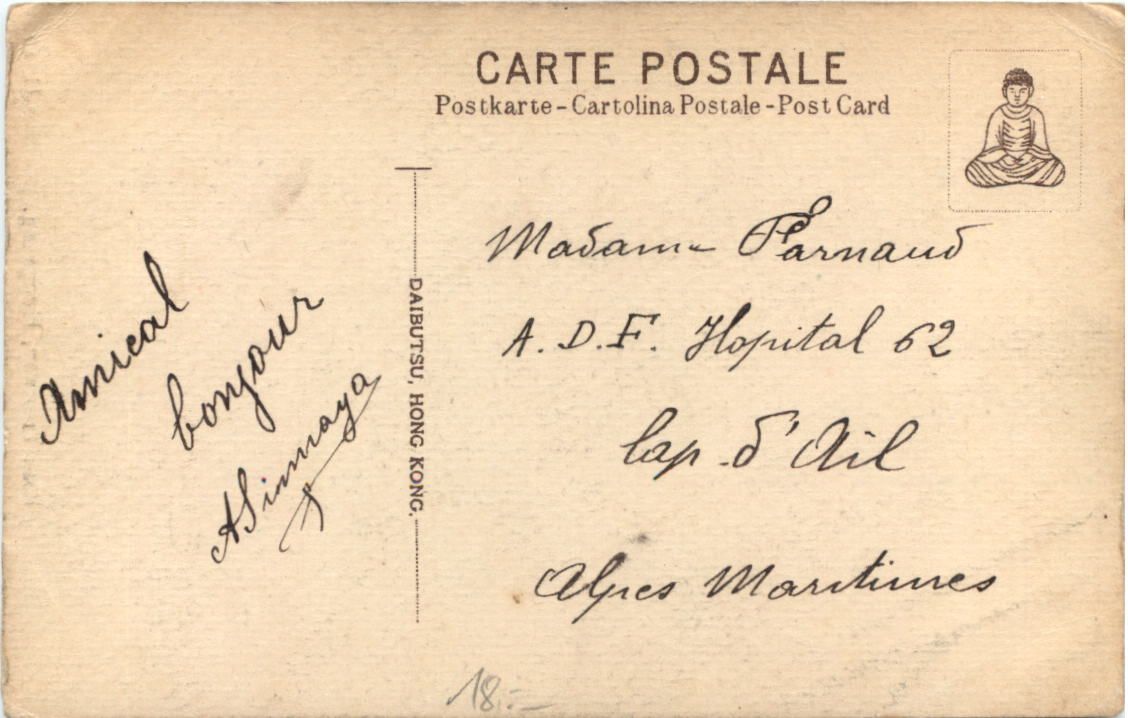 CARTE POSTALE
Postkarte - Cartolina Postale - Post Card
Amical
bonjour
ASinnaya
DAIBUTSU, HONG KONG.
Madame Parnaud
A.D.F. Hopital 62
Cap d'Ail
Alpes Maritimes
18.-